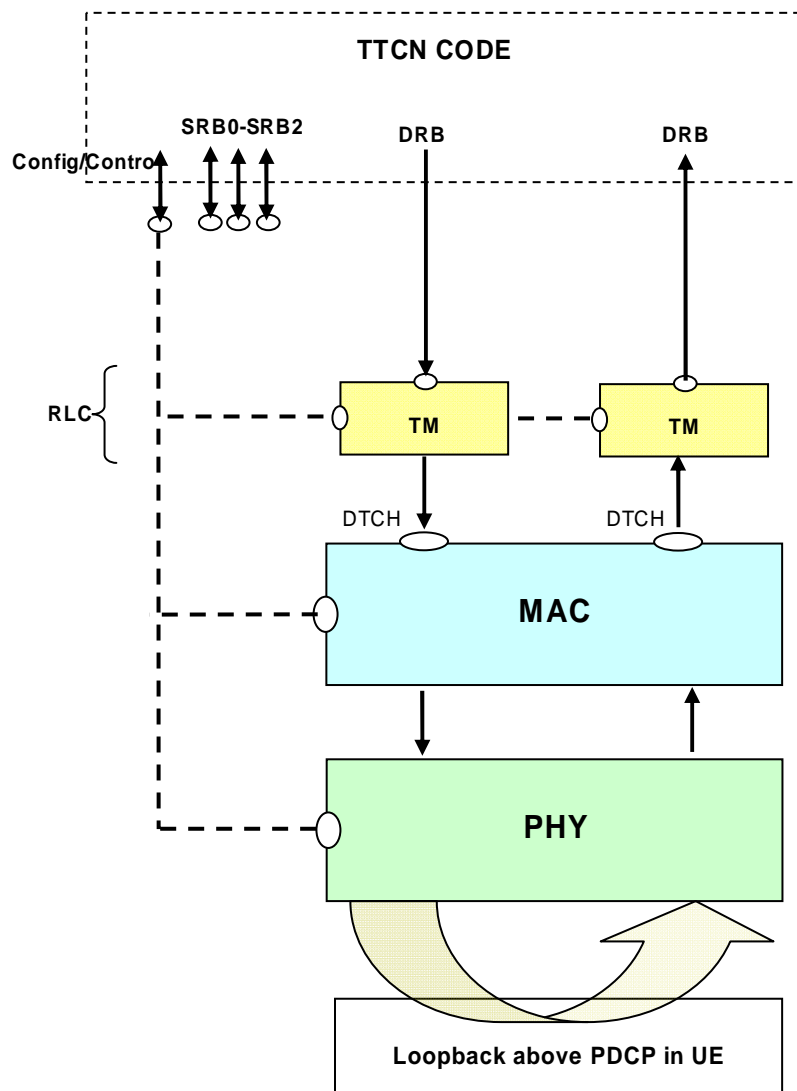 TTCN CODE
SRB0-SRB2
DRB
DRB
Config/Contro
RLC
TM
TM
DTCH
DTCH
MAC
PHY
Loopback above PDCP in UE